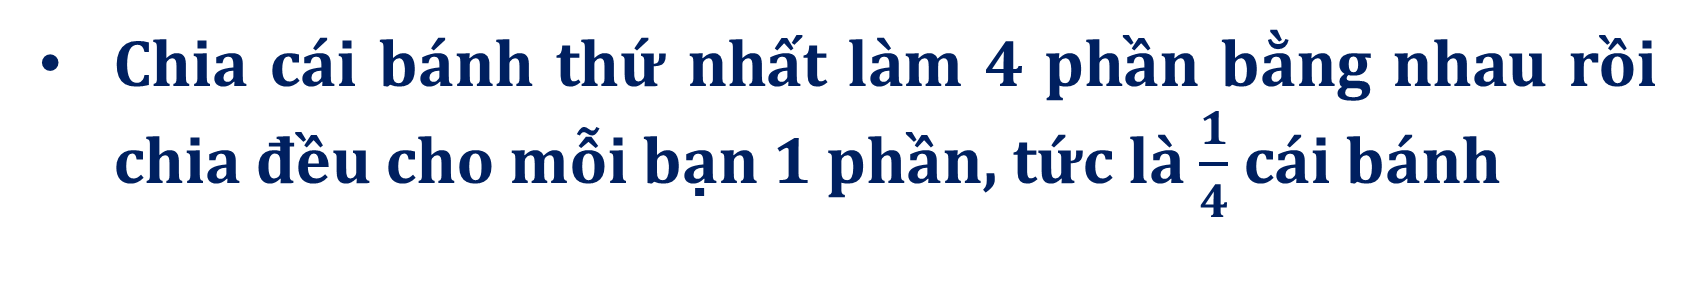 • Chia cái bánh thứ nhất làm 4 phần bằng nhau rồi
chia đều cho mỗi bạn 1 phần, tức là 1/4 cái bánh